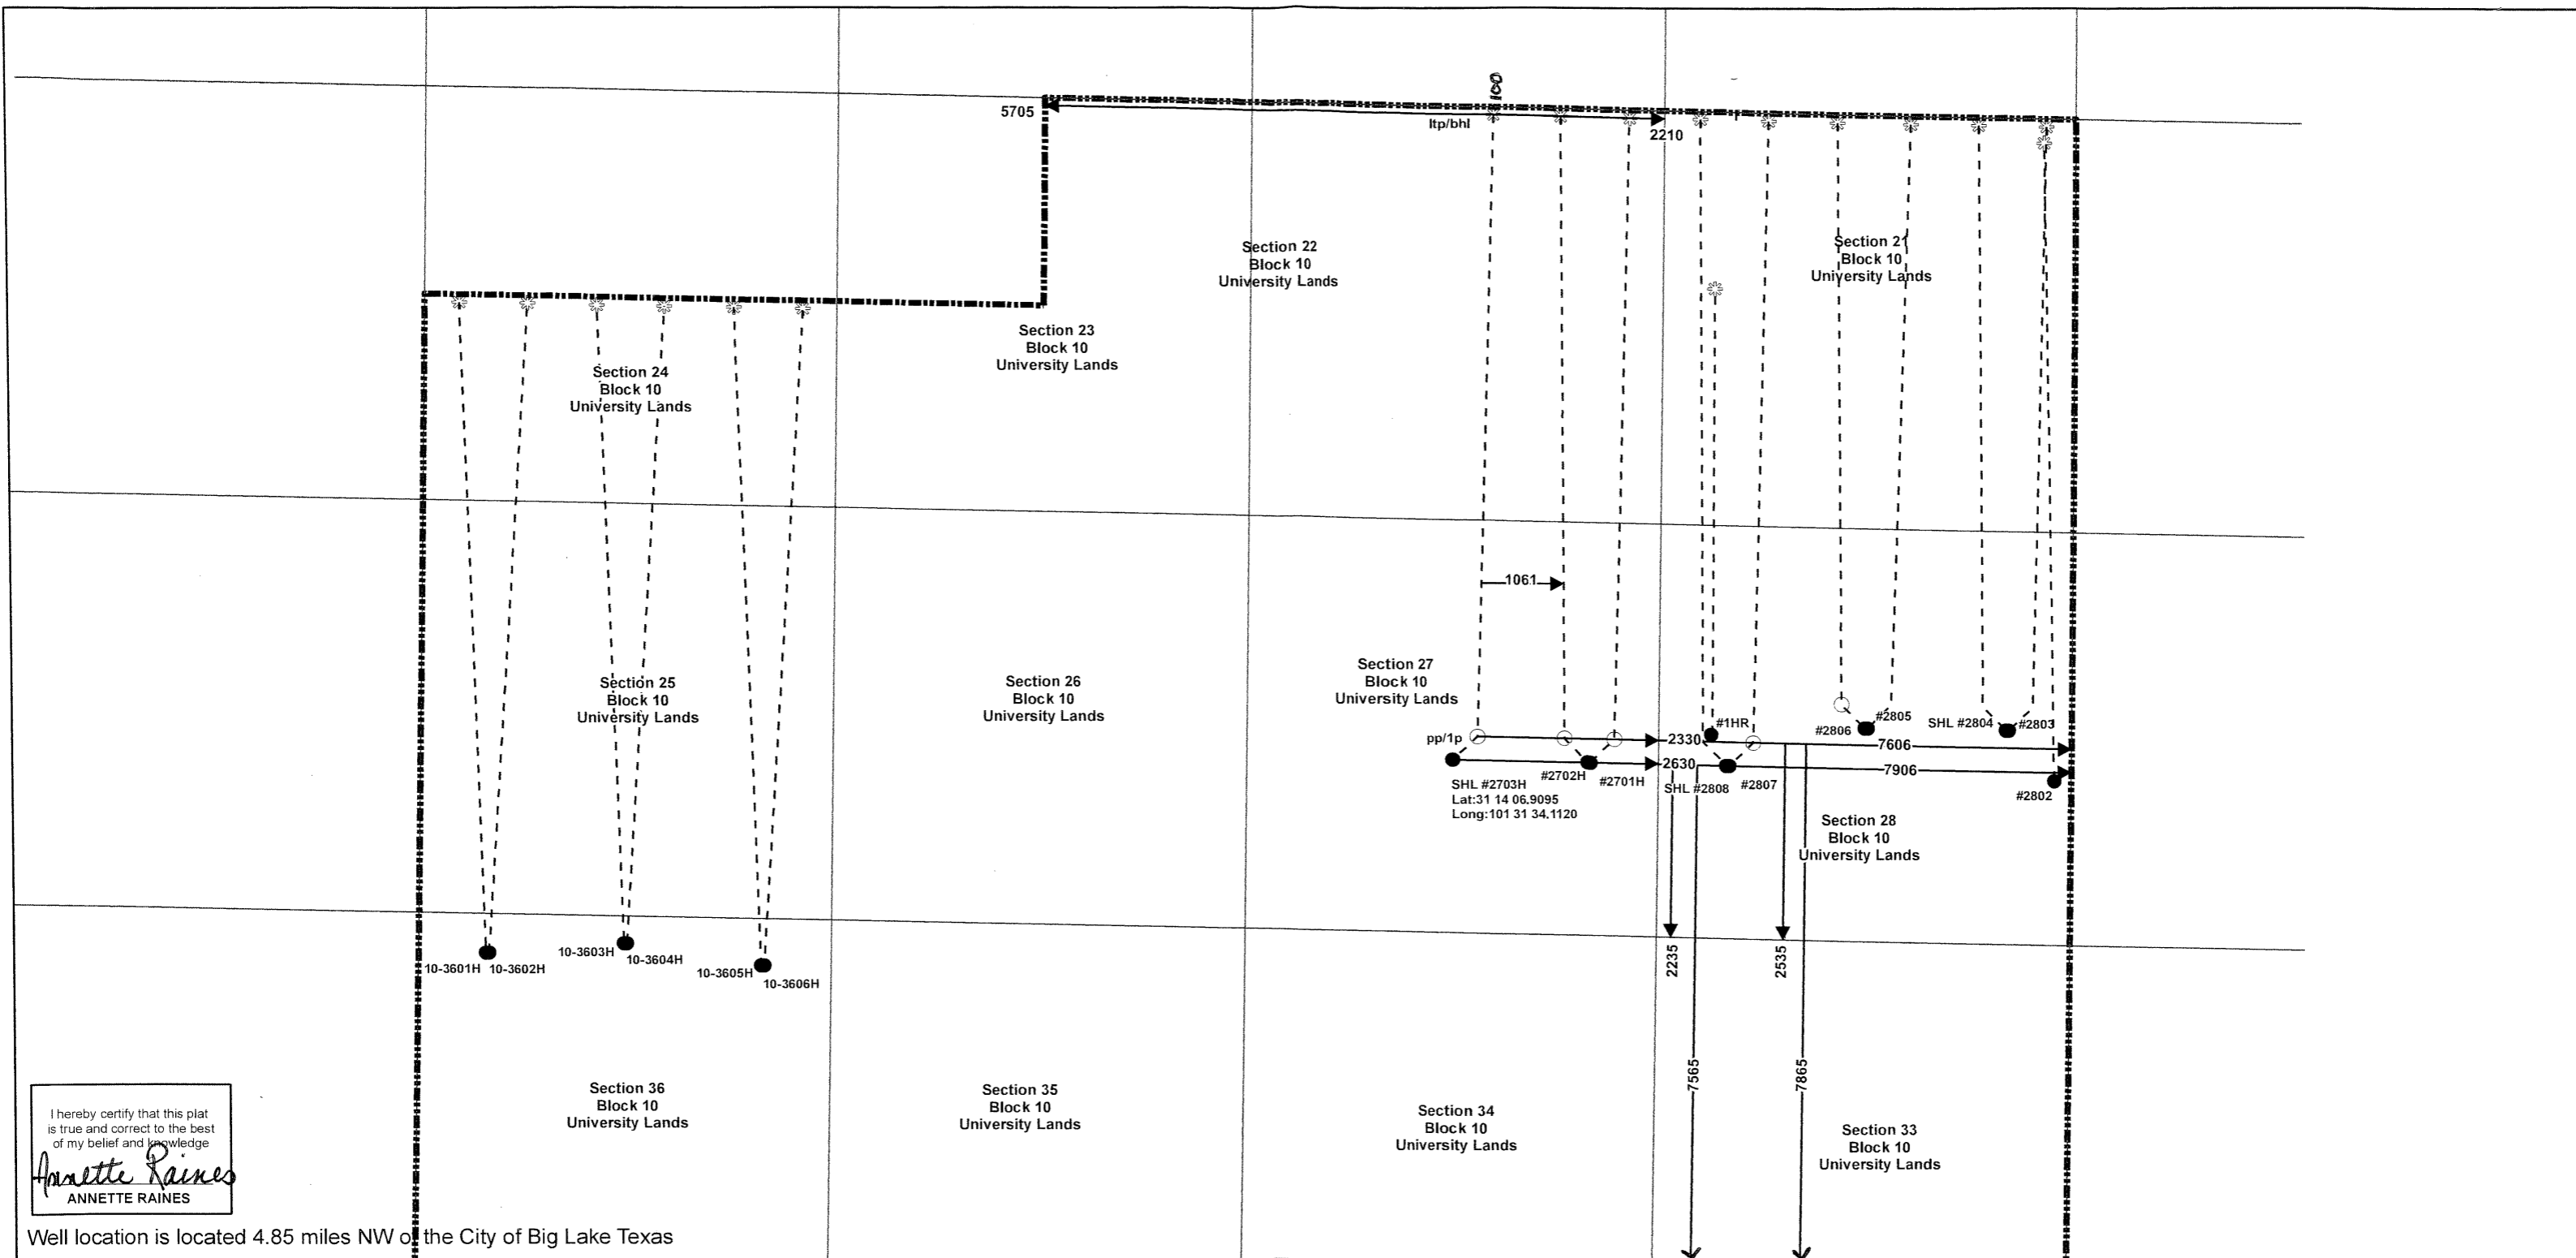 100
5705
ltp/bhl
2210
Section 22
Block 10
University Lands
Section 21
Block 10
University Lands
Section 23
Block 10
University Lands
Section 24
Block 10
University Lands
1061
Section 27
Block 10
University Lands
Section 25
Block 10
University Lands
Section 26
Block 10
University Lands
pp/1p
2330
#1HR
7606
#2806
#2805
SHL #2804
#2803
2630
7906
#2702H
#2701H
SHL #2808
#2807
#2802
SHL #2703H
Lat:31 14 06.9095
Long:101 31 34.1120
Section 28
Block 10
University Lands
2235
2535
10-3601H
10-3602H
10-3603H
10-3604H
10-3605H
10-3606H
7565
7865
Section 36
Block 10
University Lands
Section 35
Block 10
University Lands
Section 34
Block 10
University Lands
Section 33
Block 10
University Lands
I hereby certify that this plat
is true and correct to the best
of my belief and knowledge
Annette Raines
ANNETTE RAINES
Well location is located 4.85 miles NW of the City of Big Lake Texas